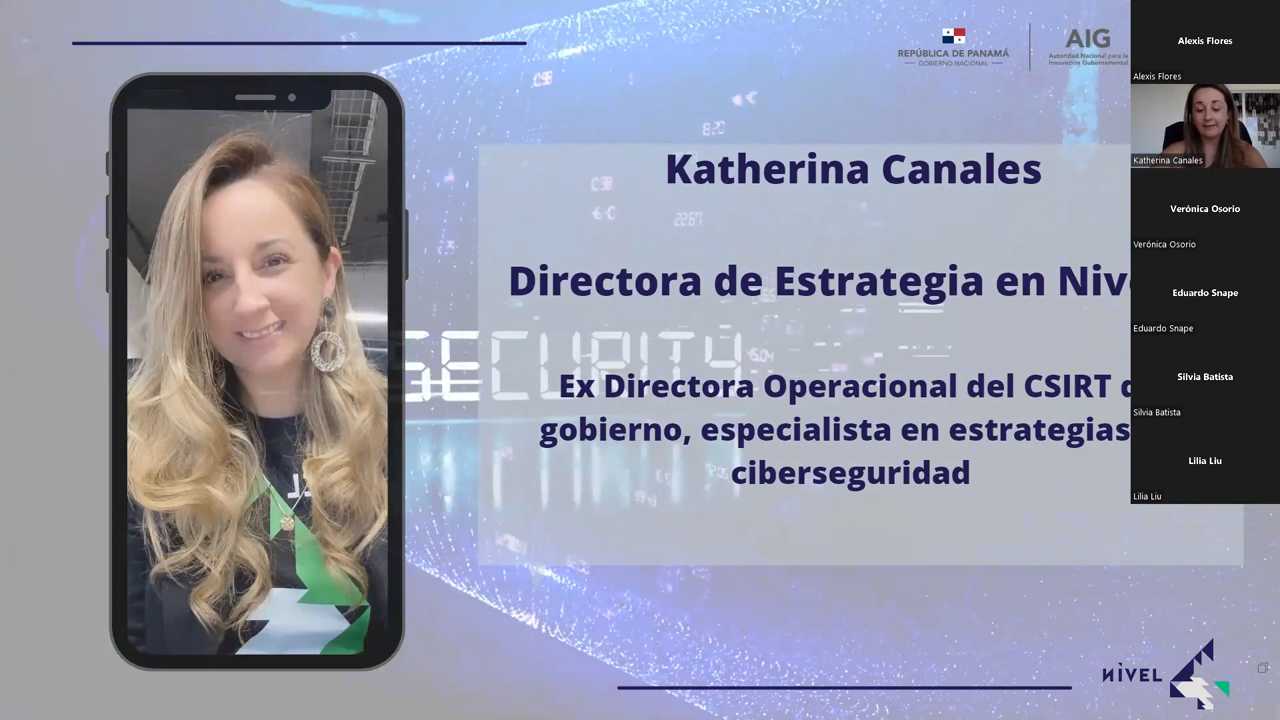 REPÚBLICA DE PANAMÁ
GOBIERNO NACIONAL
AIG
Autoridad Nacional para la
Innovación Gubernamental
Katherina Canales
Directora de Estrategia en Niv
Ex Directora Operacional del CSIRT d
gobierno, especialista en estrategias
ciberseguridad
SECURITY
NIVEL
Alexis Flores
Alexis Flores
Katherina Canales
Verónica Osorio
Verónica Osorio
Eduardo Snape
Eduardo Snape
Silvia Batista
Silvia Batista
Lilia Liu
Lilia Liu